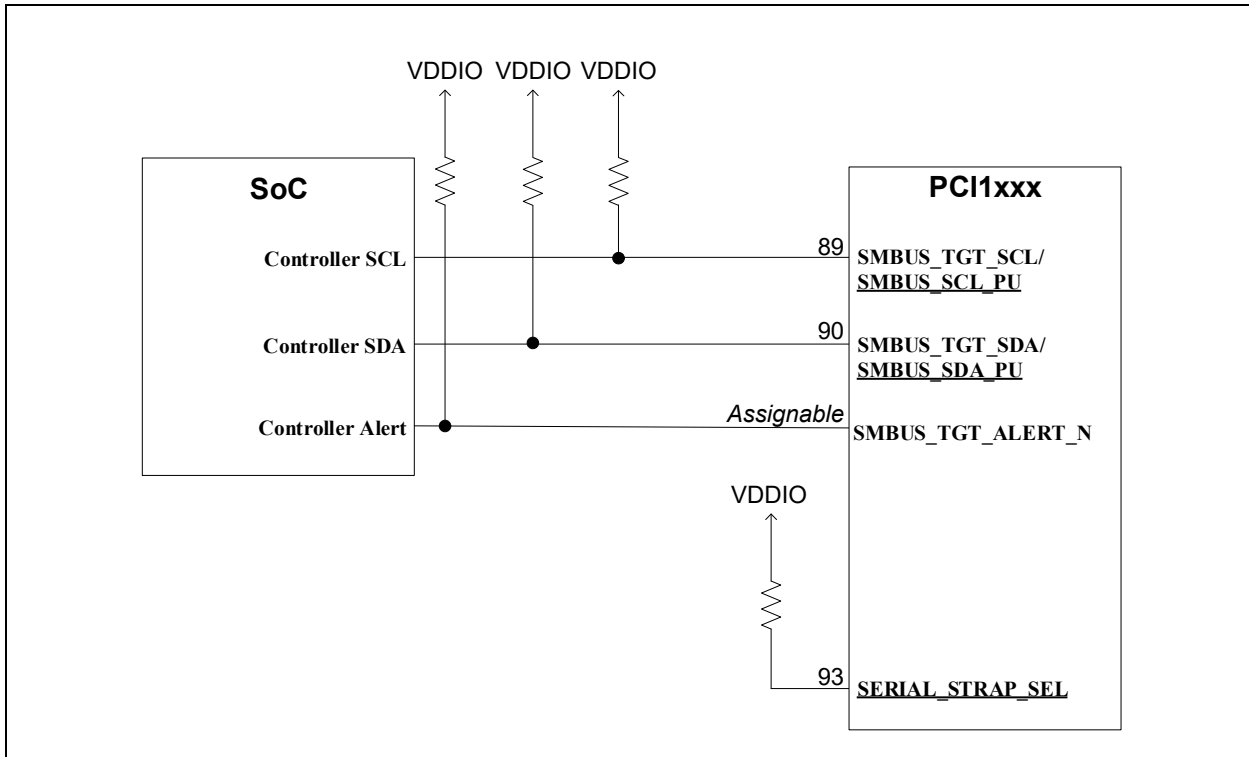 VDDIO VDDIO VDDIO
SoC
PCI1xxx
Controller SCL
89
SMBUS_TGT_SCL/
SMBUS_SCL_PU
Controller SDA
90
SMBUS_TGT_SDA/
SMBUS_SDA_PU
Controller Alert
Assignable
SMBUS_TGT_ALERT_N
VDDIO
93
SERIAL_STRAP_SEL